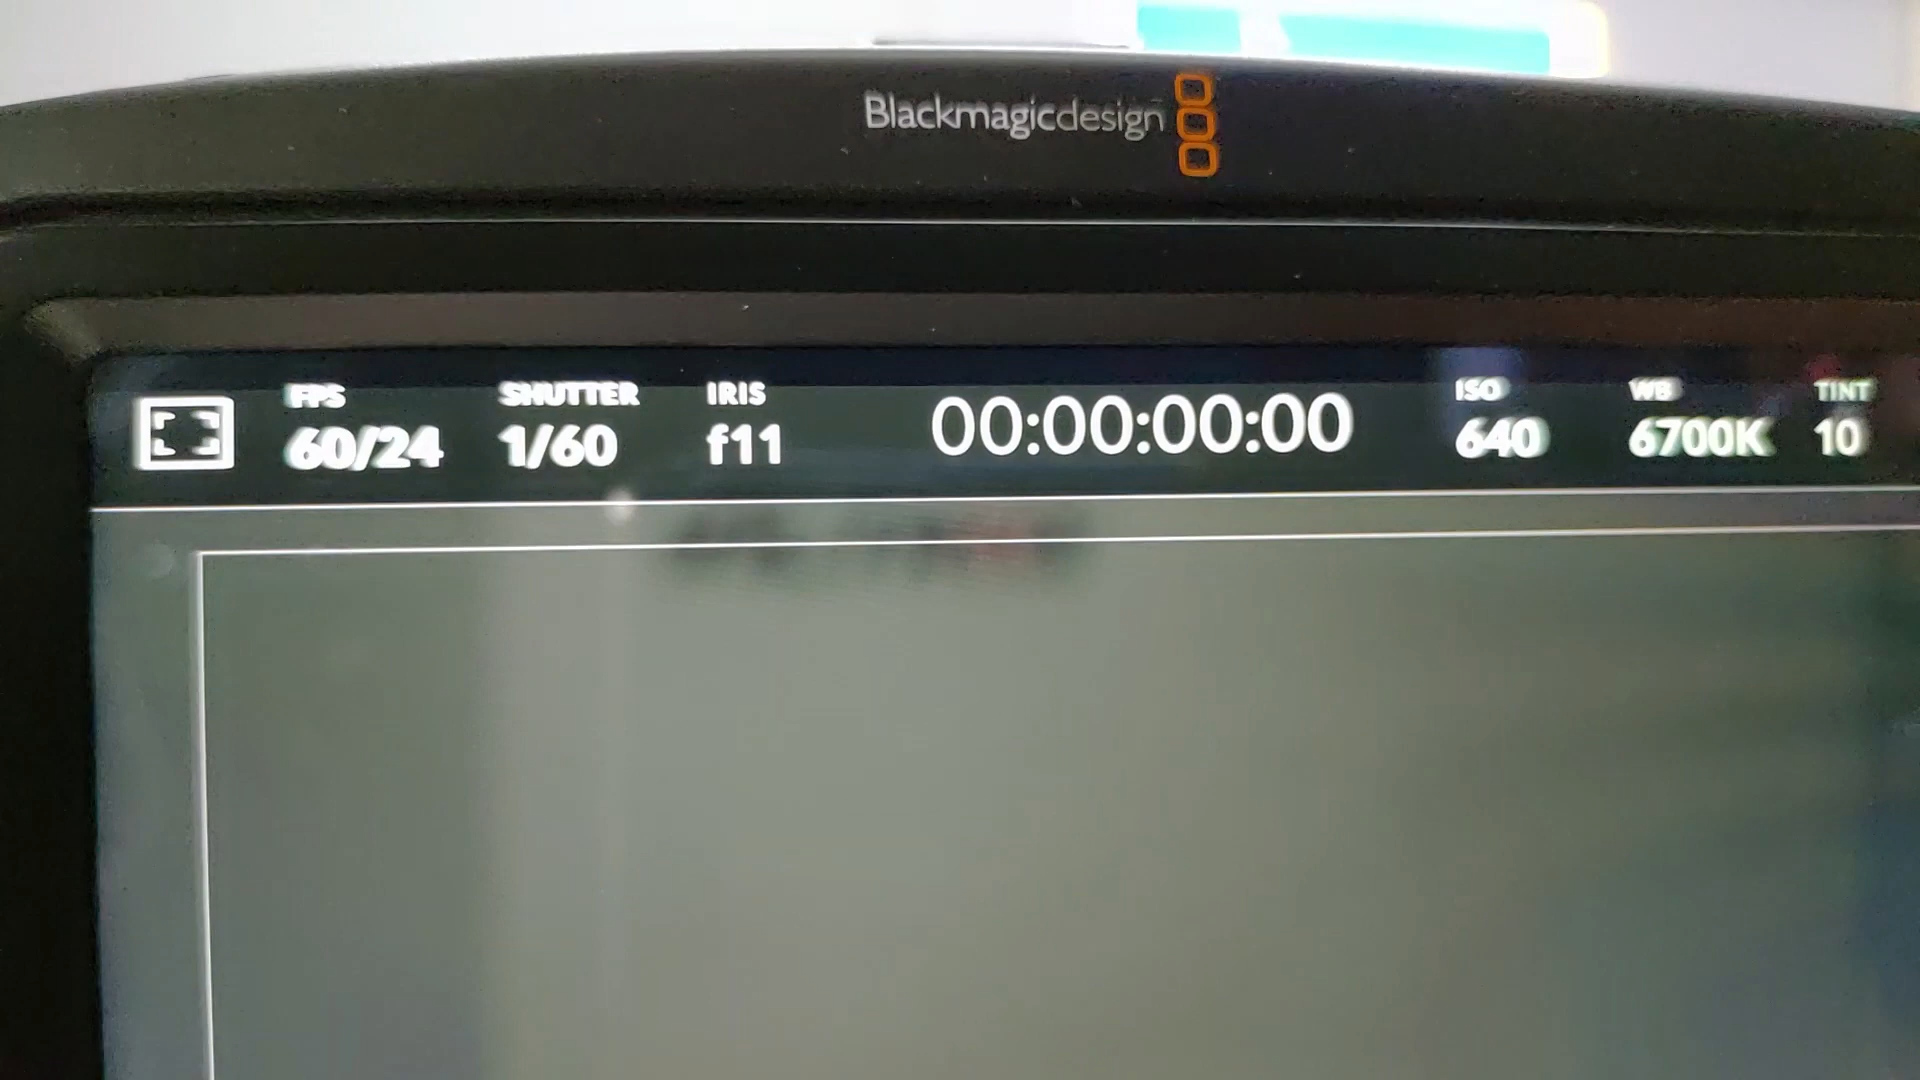 Blackmagicdesign
FPS SHUTTER IRIS ISO WB TINT
60/24 1/60 f11 00:00:00:00 640 6700K 10